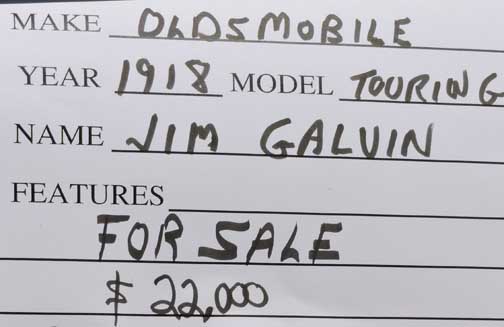 MAKE OLDSMOBILE
YEAR 1918 MODEL TOURING
NAME JIM GALVIN
FEATURES
FOR SALE
$ 22,000